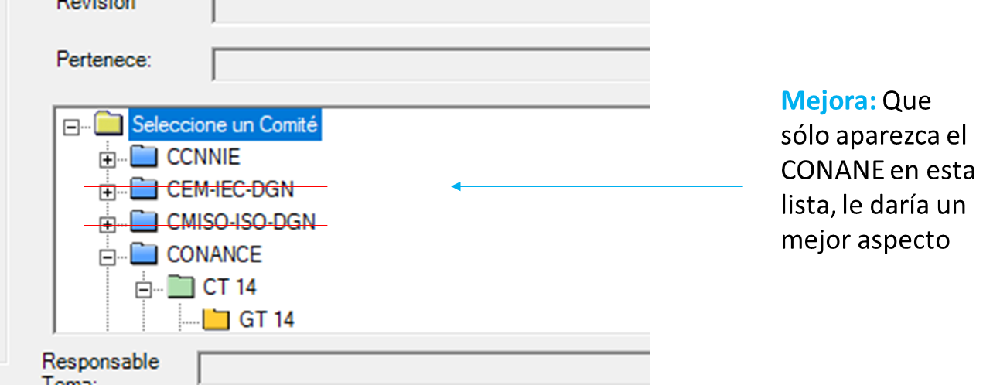 Revisión
Pertenece:
Seleccione un Comité
CCNNIE
CEM-IEC-DGN
CMISO-ISO-DGN
CONANCE
CT 14
GT 14
Responsable
Tema:
Mejora: Que
sólo aparezca el
CONANE en esta
lista, le daría un
mejor aspecto